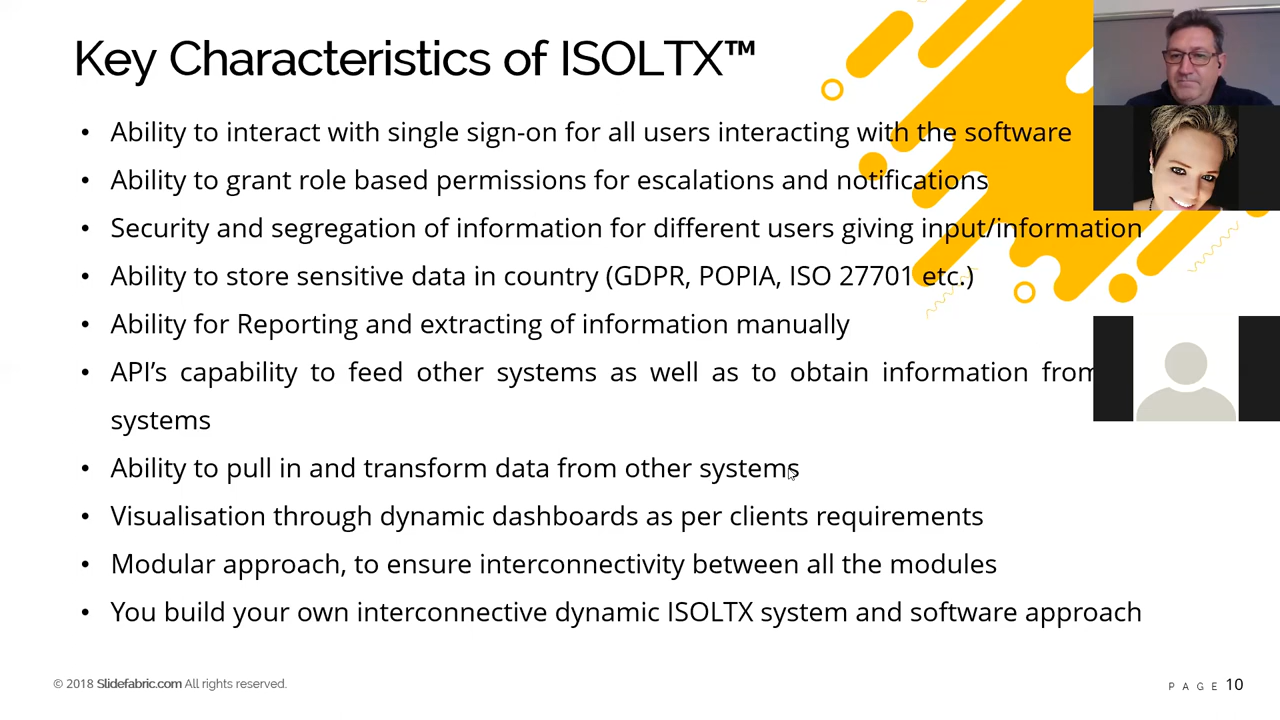 Key Characteristics of ISOLTX™
• Ability to interact with single sign-on for all users interacting with the software
• Ability to grant role based permissions for escalations and notifications
• Security and segregation of information for different users giving input/information
• Ability to store sensitive data in country (GDPR, POPIA, ISO 27701 etc.)
• Ability for Reporting and extracting of information manually
• API’s capability to feed other systems as well as to obtain information from
systems
• Ability to pull in and transform data from other systems
• Visualisation through dynamic dashboards as per clients requirements
• Modular approach, to ensure interconnectivity between all the modules
• You build your own interconnective dynamic ISOLTX system and software approach
© 2018 Slidefabric.com All rights reserved.
PAGE 10